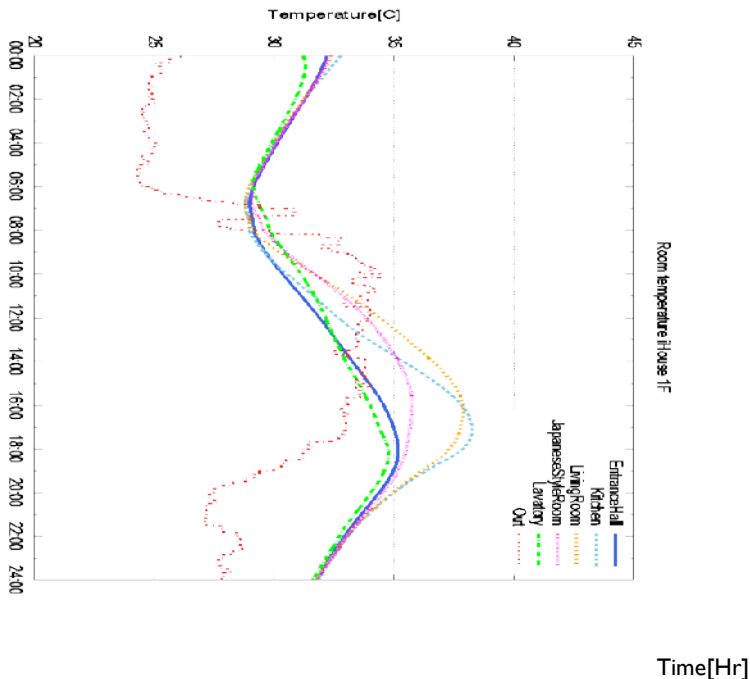 Temperature[C]
20
25
30
35
40
45
00:00
02:00
04:00
06:00
08:00
10:00
12:00
14:00
16:00
18:00
20:00
22:00
24:00
Room temperature iHouse 1F
EntranceHall
Kitchen
LivingRoom
JapaneseStyleRoom
Lavatory
Out
Time[Hr]